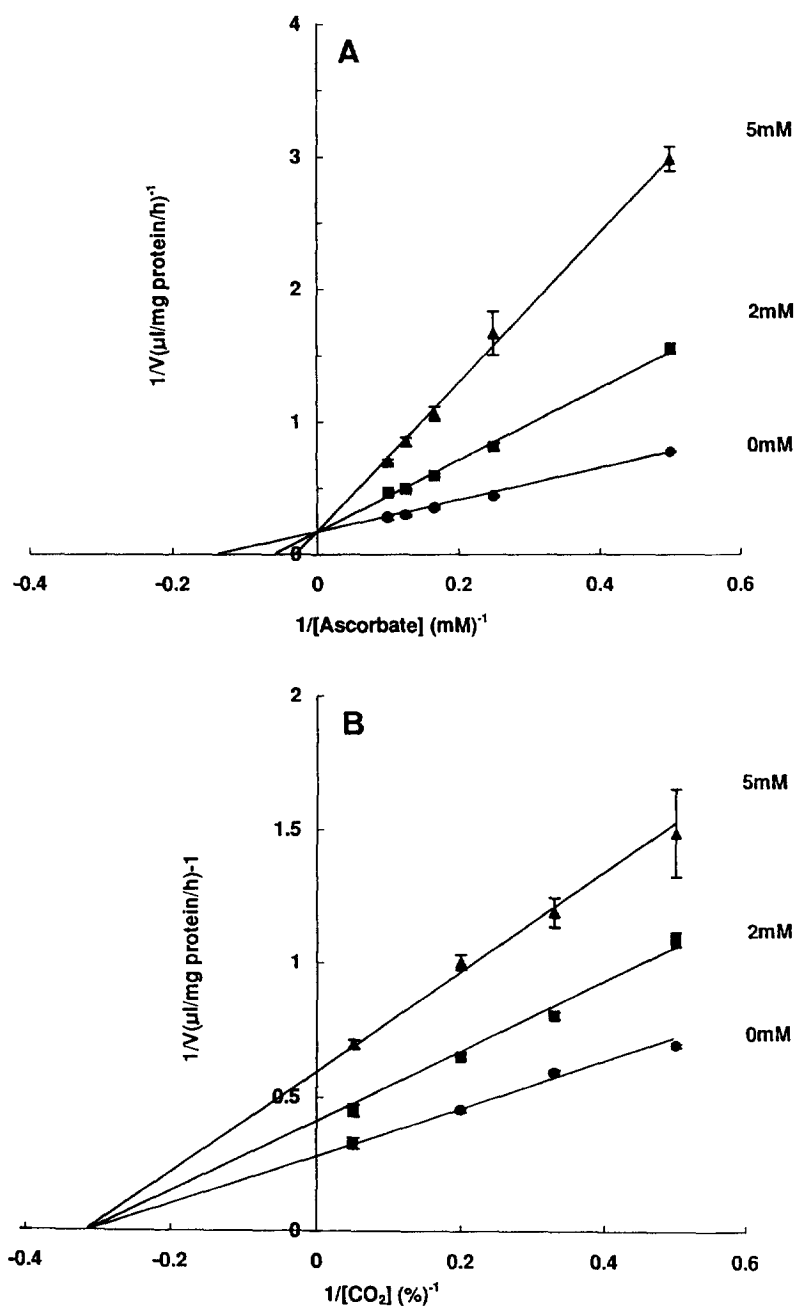 A
4
3
2
1
0
5mM
2mM
0mM
1/V(µl/mg protein/h)⁻¹
-0.4 -0.2 0 0.2 0.4 0.6
1/[Ascorbate] (mM)⁻¹
B
2
1.5
1
0.5
0
5mM
2mM
0mM
1/V(µl/mg protein/h)-1
-0.4 -0.2 0 0.2 0.4 0.6
1/[CO₂] (%)⁻¹